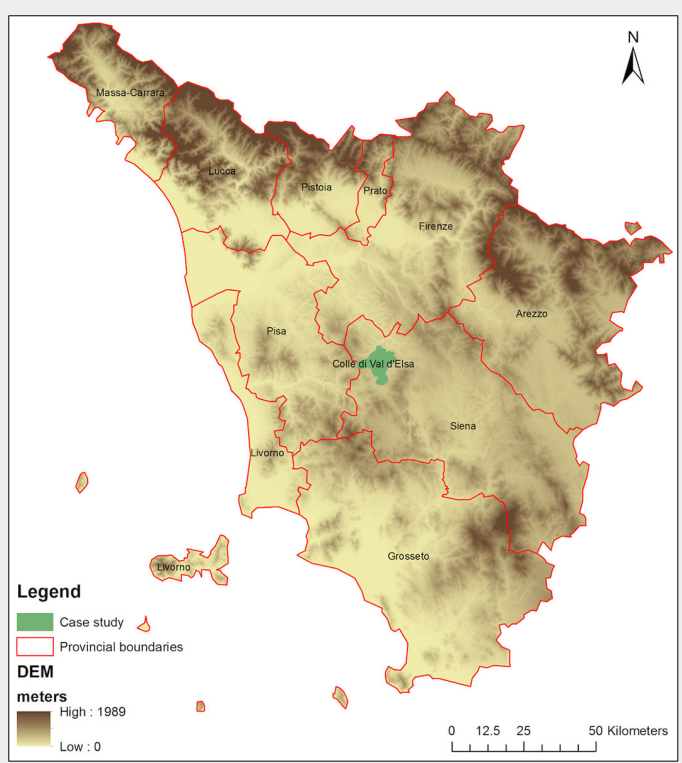 N
Massa-Carrara
Lucca
Pistoia
Prato
Firenze
Arezzo
Pisa
Colle di Val d'Elsa
Siena
Livorno
Grosseto
Livorno
Legend
Case study
Provincial boundaries
DEM
meters
High : 1989
Low : 0
0 12.5 25 50 Kilometers